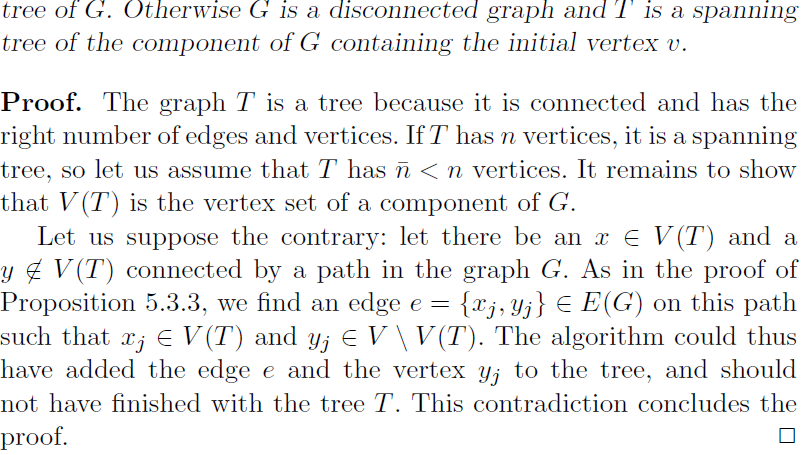 tree of G. Otherwise G is a disconnected graph and T is a spanning
tree of the component of G containing the initial vertex v.
Proof. The graph T is a tree because it is connected and has the
right number of edges and vertices. If T has n vertices, it is a spanning
tree, so let us assume that T has n̄ < n vertices. It remains to show
that V(T) is the vertex set of a component of G.
Let us suppose the contrary: let there be an x ∈ V(T) and a
y ∉ V(T) connected by a path in the graph G. As in the proof of
Proposition 5.3.3, we find an edge e = {xⱼ, yⱼ} ∈ E(G) on this path
such that xⱼ ∈ V(T) and yⱼ ∈ V \ V(T). The algorithm could thus
have added the edge e and the vertex yⱼ to the tree, and should
not have finished with the tree T. This contradiction concludes the
proof. □